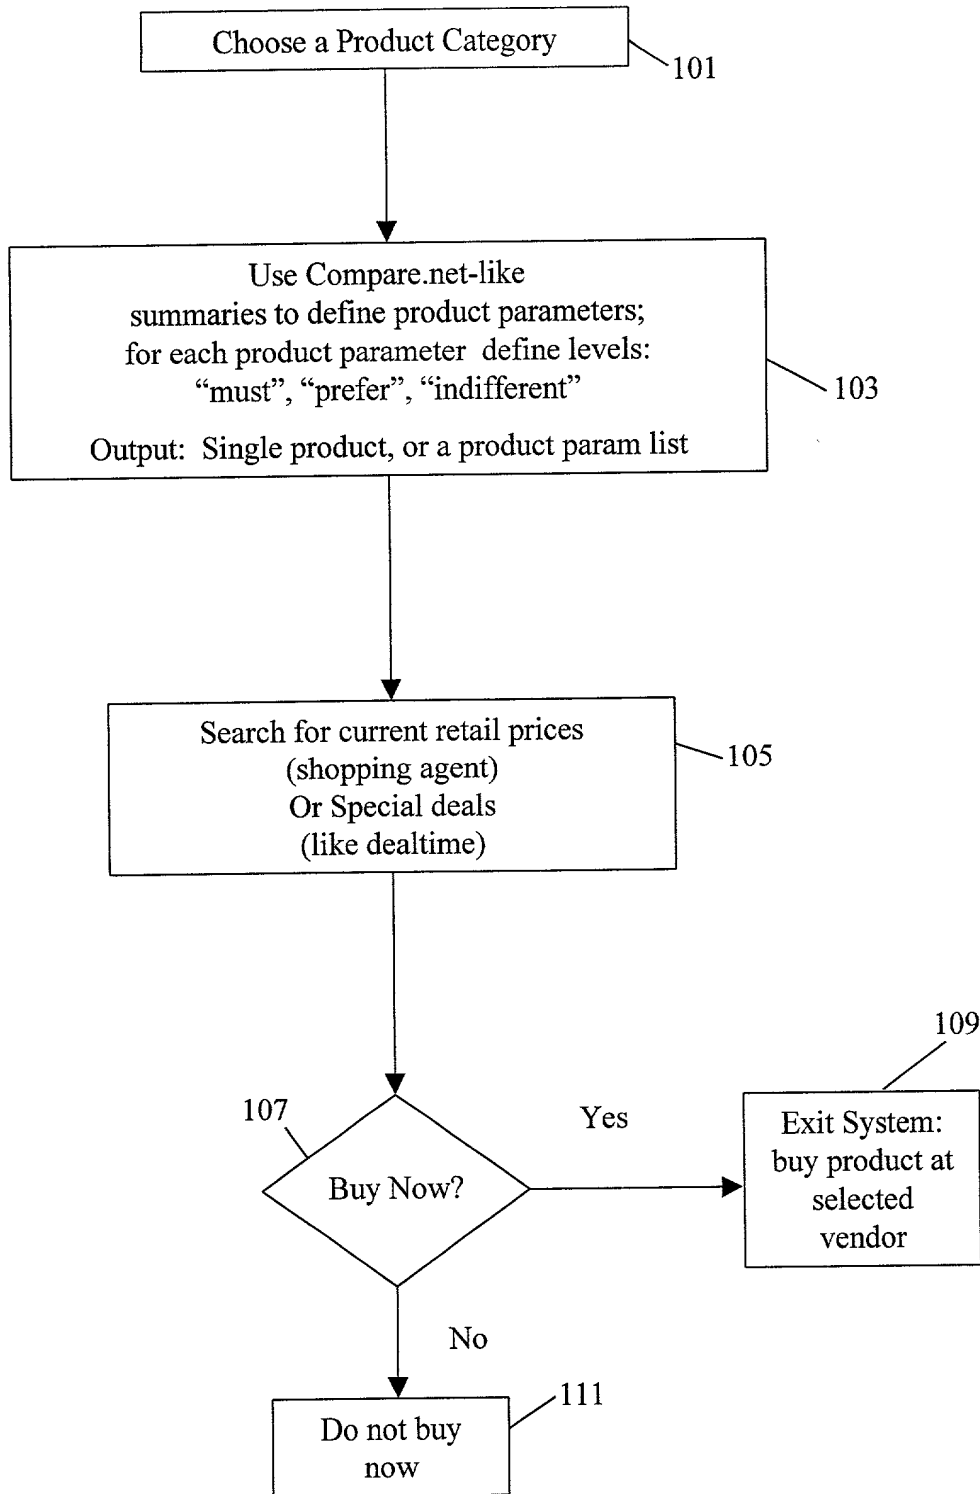 Choose a Product Category
101
Use Compare.net-like
summaries to define product parameters;
for each product parameter define levels:
“must”, “prefer”, “indifferent”
Output: Single product, or a product param list
103
Search for current retail prices
(shopping agent)
Or Special deals
(like dealtime)
105
107
Buy Now?
Yes
109
Exit System:
buy product at
selected
vendor
No
111
Do not buy
now